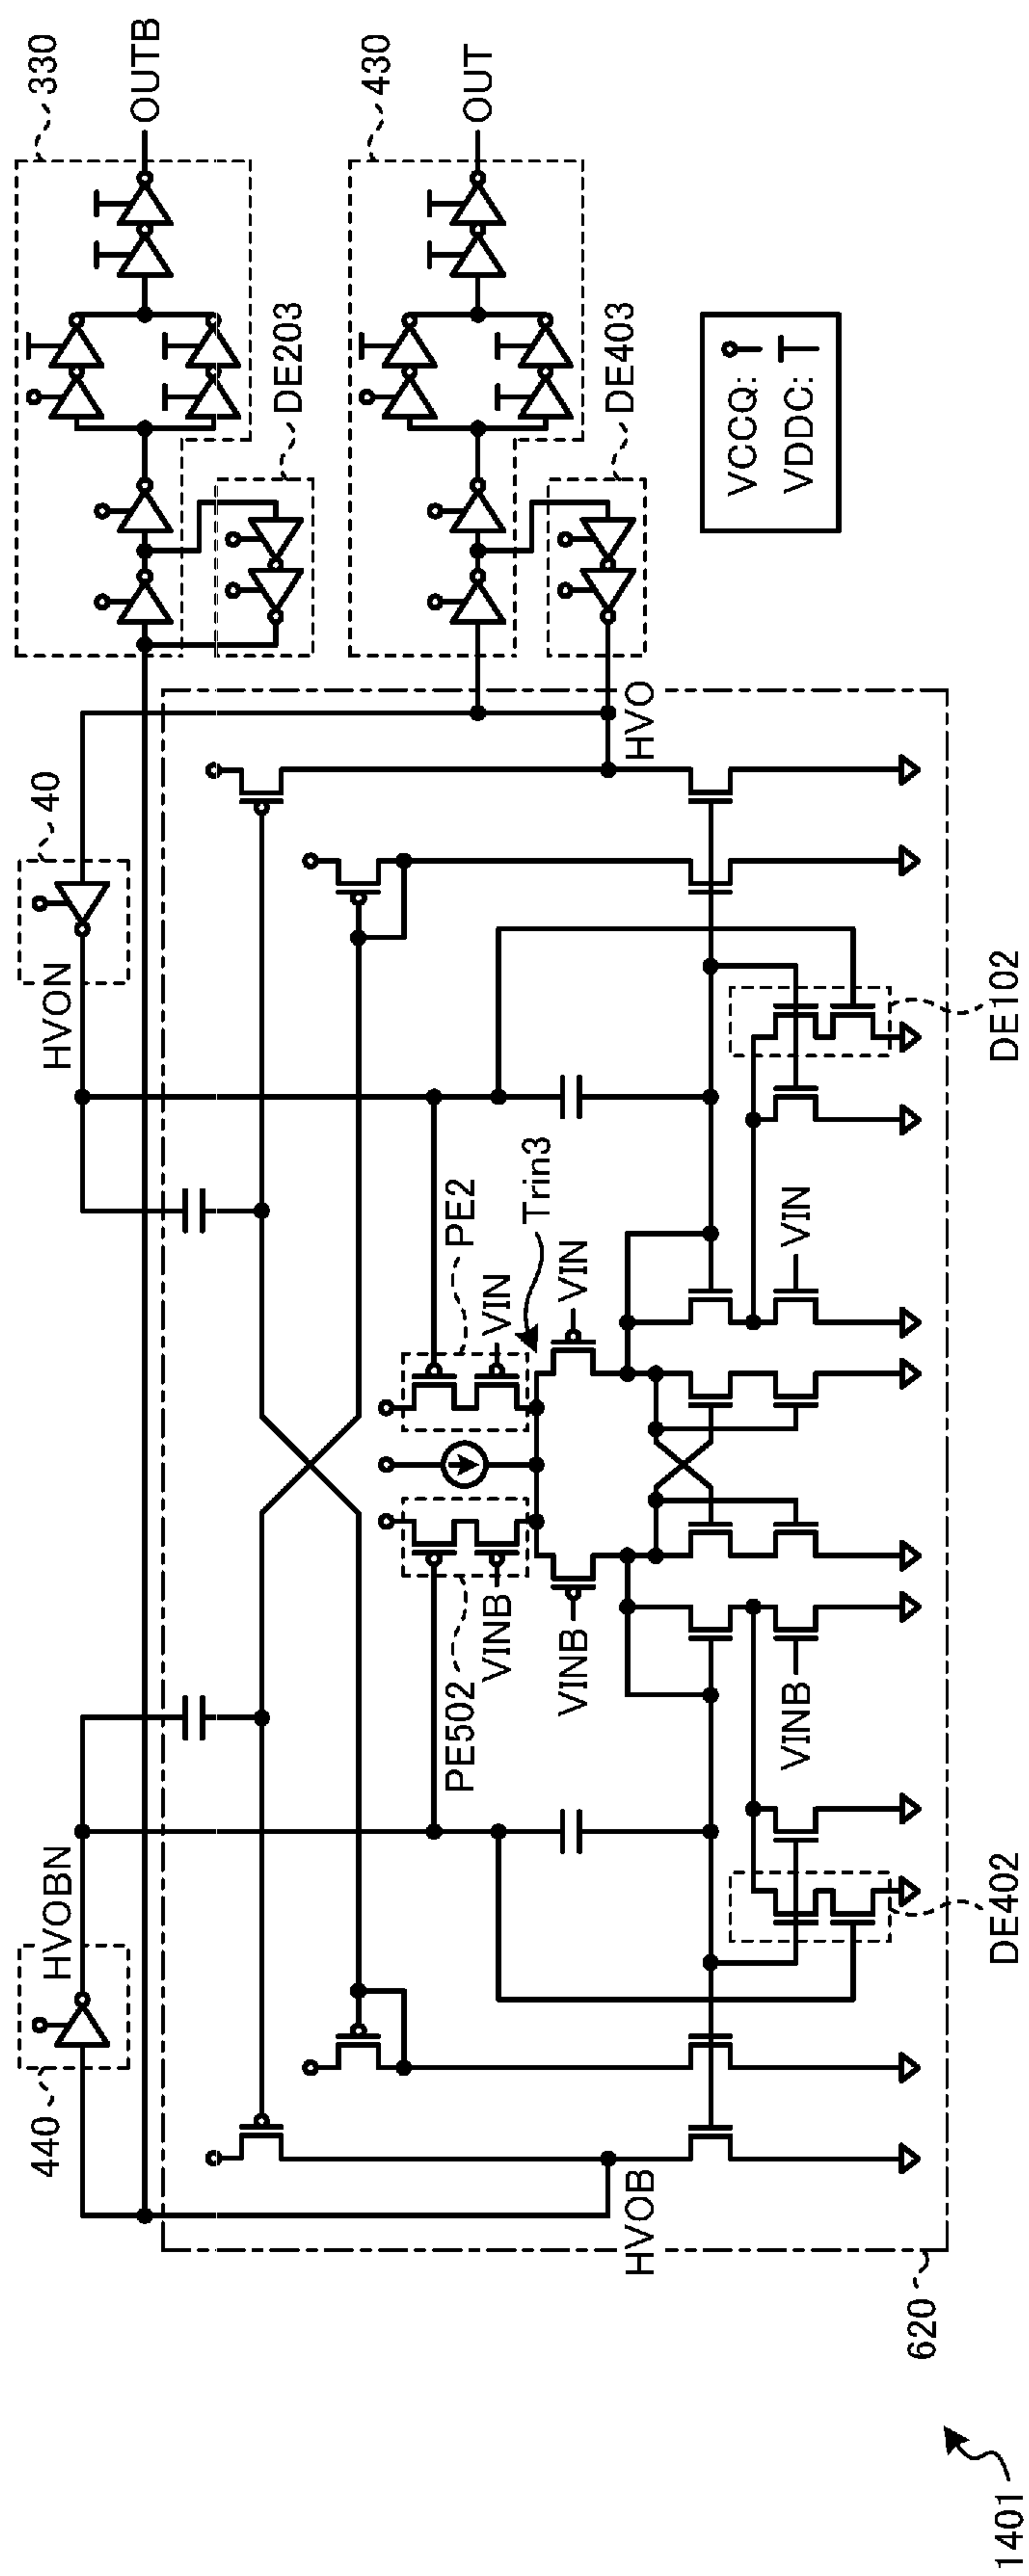 330
OUTB
430
OUT
DE203
DE403
VCCQ:
VDDC:
40
HVON
HVO
DE102
PE2
VIN
Trin3
VIN
VIN
PE502
VINB
VINB
VINB
HVOBN
440
DE402
HVOB
620
1401